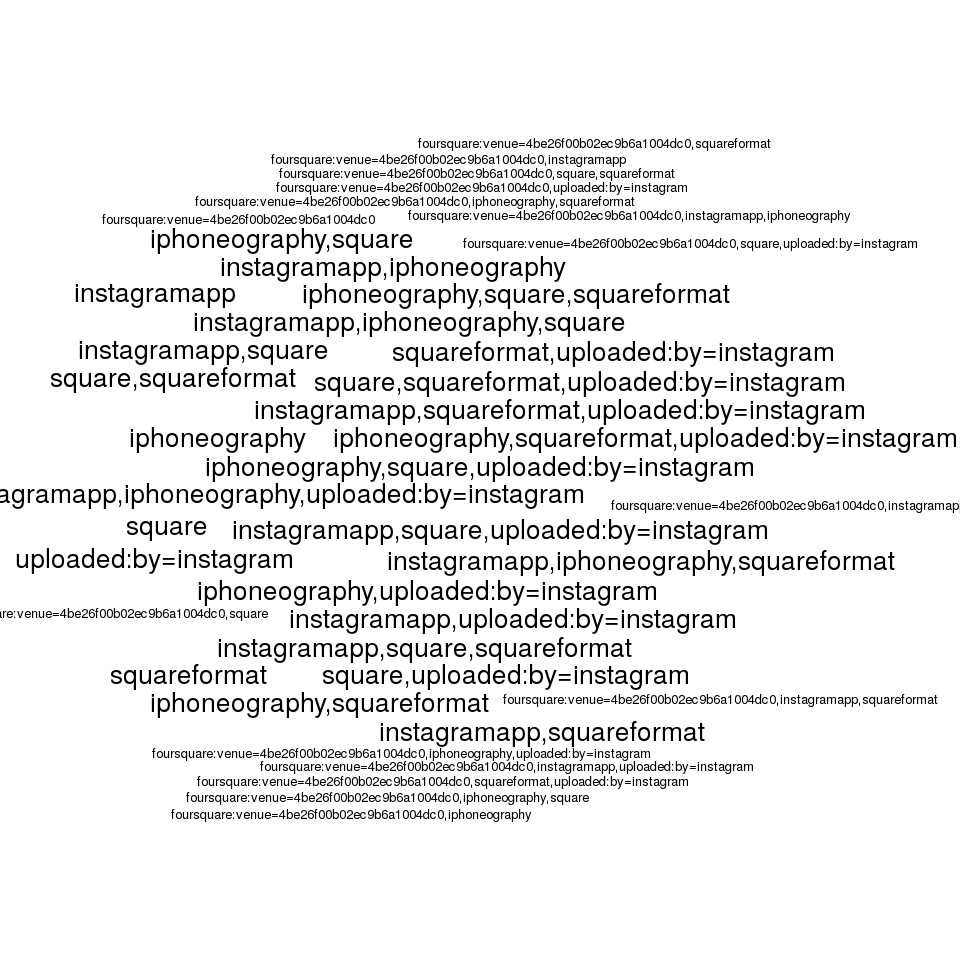 foursquare:venue=4be26f00b02ec9b6a1004dc0,squareformat
foursquare:venue=4be26f00b02ec9b6a1004dc0,instagramapp
foursquare:venue=4be26f00b02ec9b6a1004dc0,square,squareformat
foursquare:venue=4be26f00b02ec9b6a1004dc0,uploaded:by=instagram
foursquare:venue=4be26f00b02ec9b6a1004dc0,iphoneography,squareformat
foursquare:venue=4be26f00b02ec9b6a1004dc0 foursquare:venue=4be26f00b02ec9b6a1004dc0,instagramapp,iphoneography
iphoneography,square foursquare:venue=4be26f00b02ec9b6a1004dc0,square,uploaded:by=instagram
instagramapp,iphoneography
instagramapp iphoneography,square,squareformat
instagramapp,iphoneography,square
instagramapp,square squareformat,uploaded:by=instagram
square,squareformat square,squareformat,uploaded:by=instagram
instagramapp,squareformat,uploaded:by=instagram
iphoneography iphoneography,squareformat,uploaded:by=instagram
iphoneography,square,uploaded:by=instagram
agramapp,iphoneography,uploaded:by=instagram foursquare:venue=4be26f00b02ec9b6a1004dc0,instagramapp
square instagramapp,square,uploaded:by=instagram
uploaded:by=instagram instagramapp,iphoneography,squareformat
iphoneography,uploaded:by=instagram
are:venue=4be26f00b02ec9b6a1004dc0,square instagramapp,uploaded:by=instagram
instagramapp,square,squareformat
squareformat square,uploaded:by=instagram
iphoneography,squareformat foursquare:venue=4be26f00b02ec9b6a1004dc0,instagramapp,squareformat
instagramapp,squareformat
foursquare:venue=4be26f00b02ec9b6a1004dc0,iphoneography,uploaded:by=instagram
foursquare:venue=4be26f00b02ec9b6a1004dc0,instagramapp,uploaded:by=instagram
foursquare:venue=4be26f00b02ec9b6a1004dc0,squareformat,uploaded:by=instagram
foursquare:venue=4be26f00b02ec9b6a1004dc0,iphoneography,square
foursquare:venue=4be26f00b02ec9b6a1004dc0,iphoneography